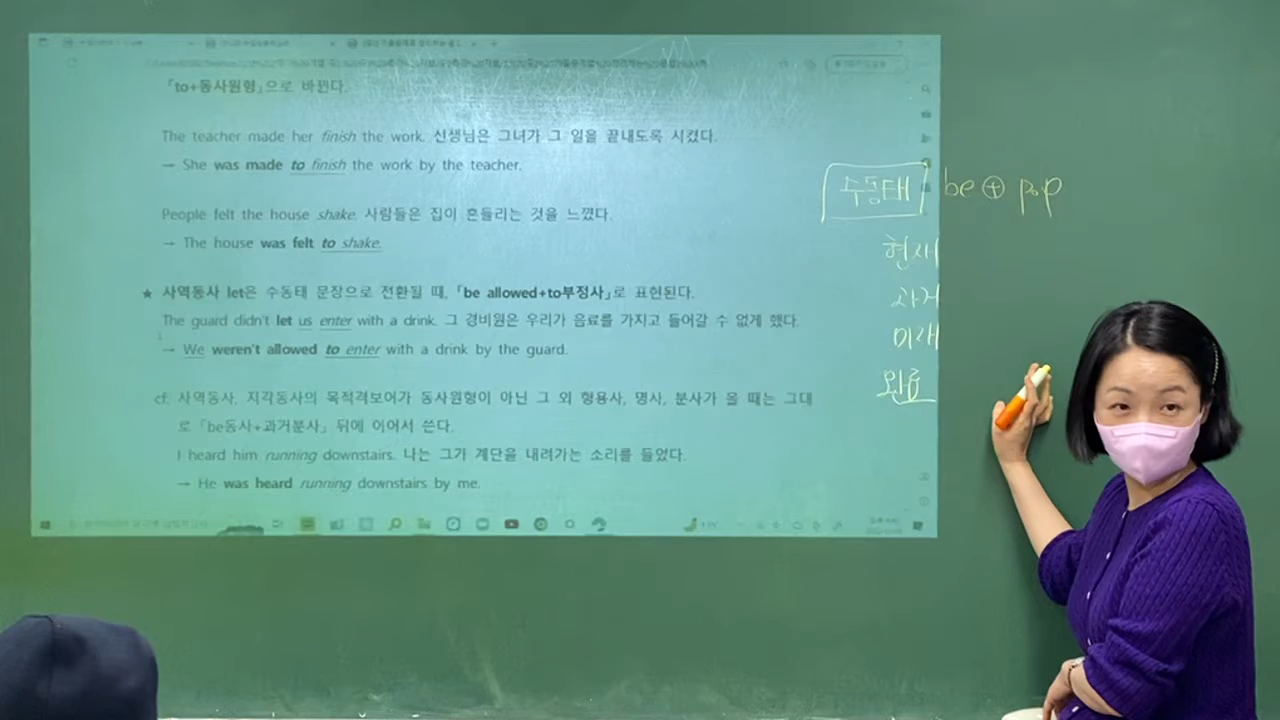 「to+동사원형」으로 바뀐다.
The teacher made her finish the work. 선생님은 그녀가 그 일을 끝내도록 시켰다.
→ She was made to finish the work by the teacher.
People felt the house shake. 사람들은 집이 흔들리는 것을 느꼈다.
→ The house was felt to shake.
★ 사역동사 let은 수동태 문장으로 전환될 때, 「be allowed+to부정사」로 표현된다.
The guard didn't let us enter with a drink. 그 경비원은 우리가 음료를 가지고 들어갈 수 없게 했다.
→ We weren't allowed to enter with a drink by the guard.
cf. 사역동사, 지각동사의 목적격보어가 동사원형이 아닌 그 외 형용사, 명사, 분사가 올 때는 그대
로 「be동사+과거분사」 뒤에 이어서 쓴다.
I heard him running downstairs. 나는 그가 계단을 내려가는 소리를 들었다.
→ He was heard running downstairs by me.
수동태 be ⊕ p.p
현재
과거
미래
완료